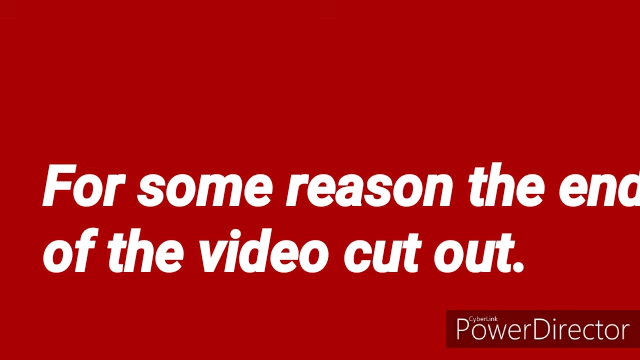 For some reason the end
of the video cut out.
CyberLink
PowerDirector